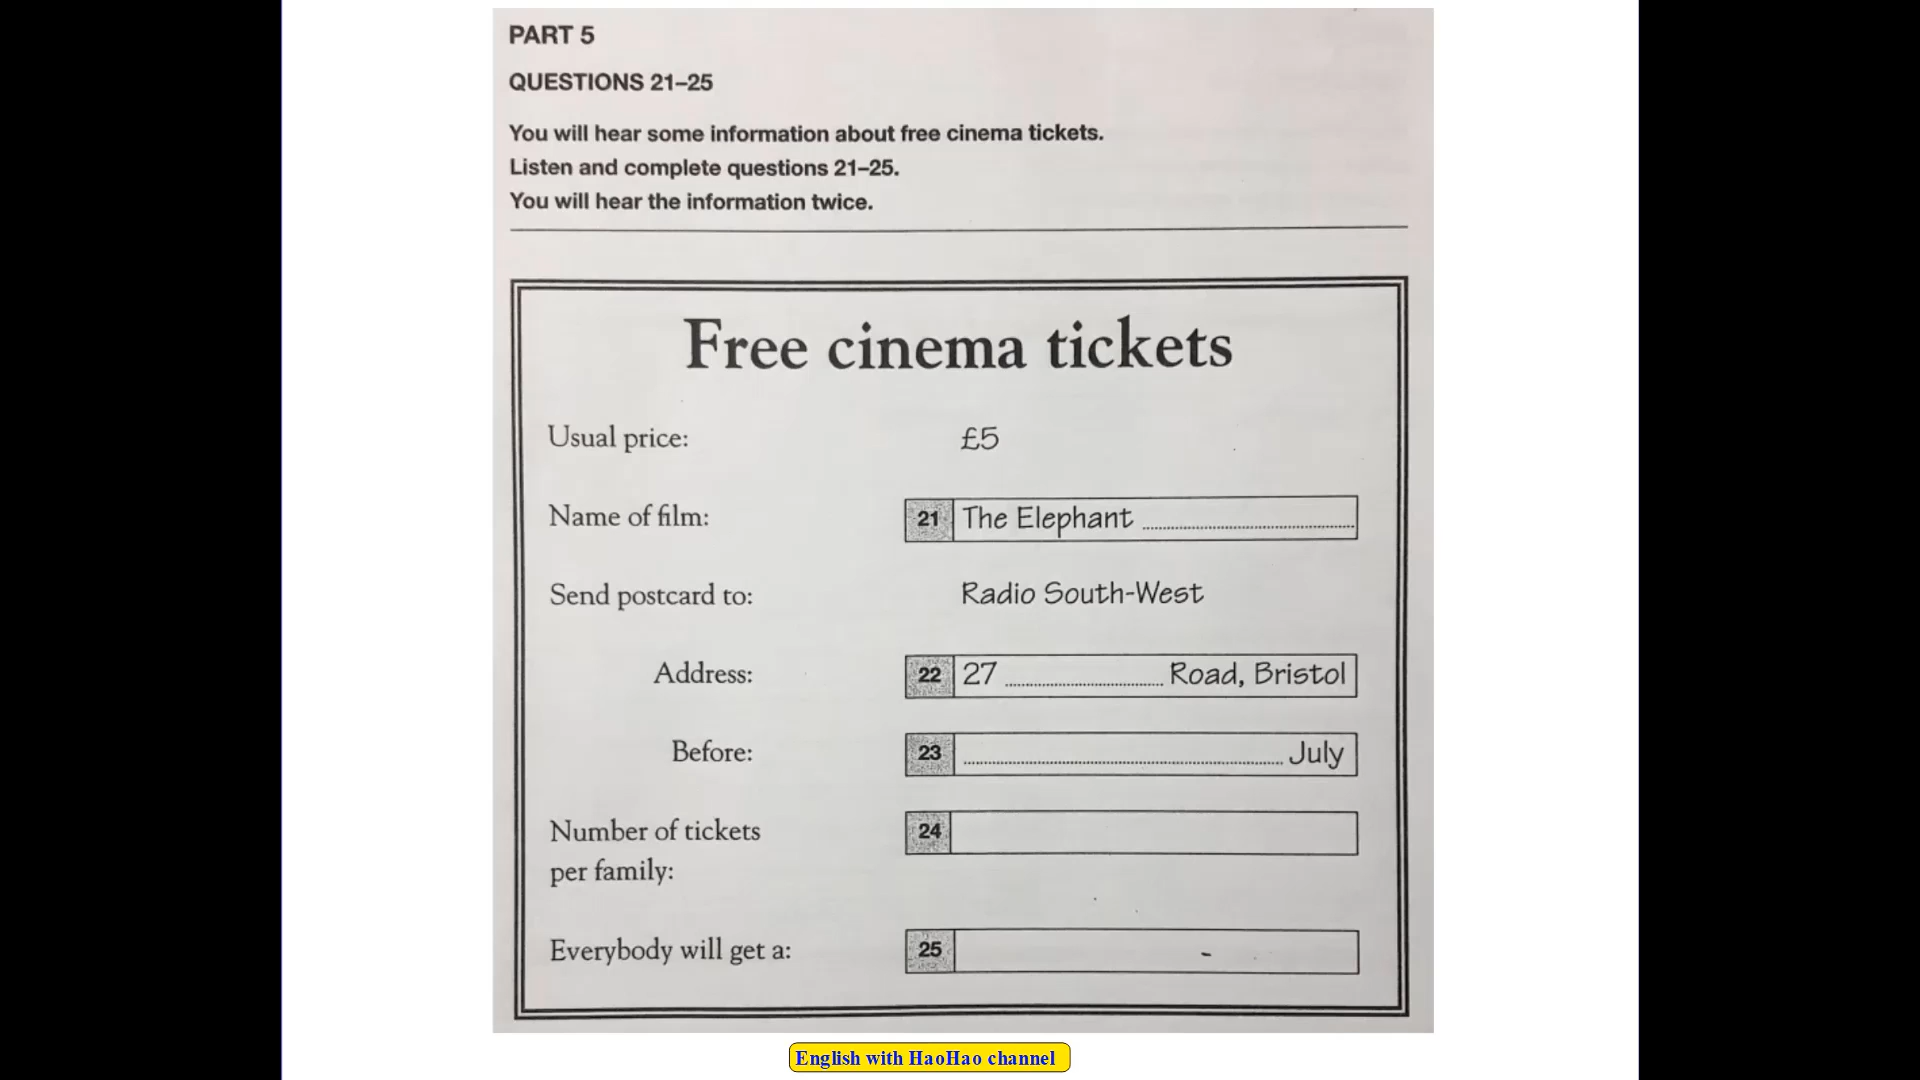 PART 5
QUESTIONS 21–25
You will hear some information about free cinema tickets.
Listen and complete questions 21–25.
You will hear the information twice.
Free cinema tickets
Usual price: £5
Name of film: 21 The Elephant ........................
Send postcard to: Radio South-West
Address: 22 27 ........................ Road, Bristol
Before: 23 ........................ July
Number of tickets
per family: 24
Everybody will get a: 25
English with HaoHao channel